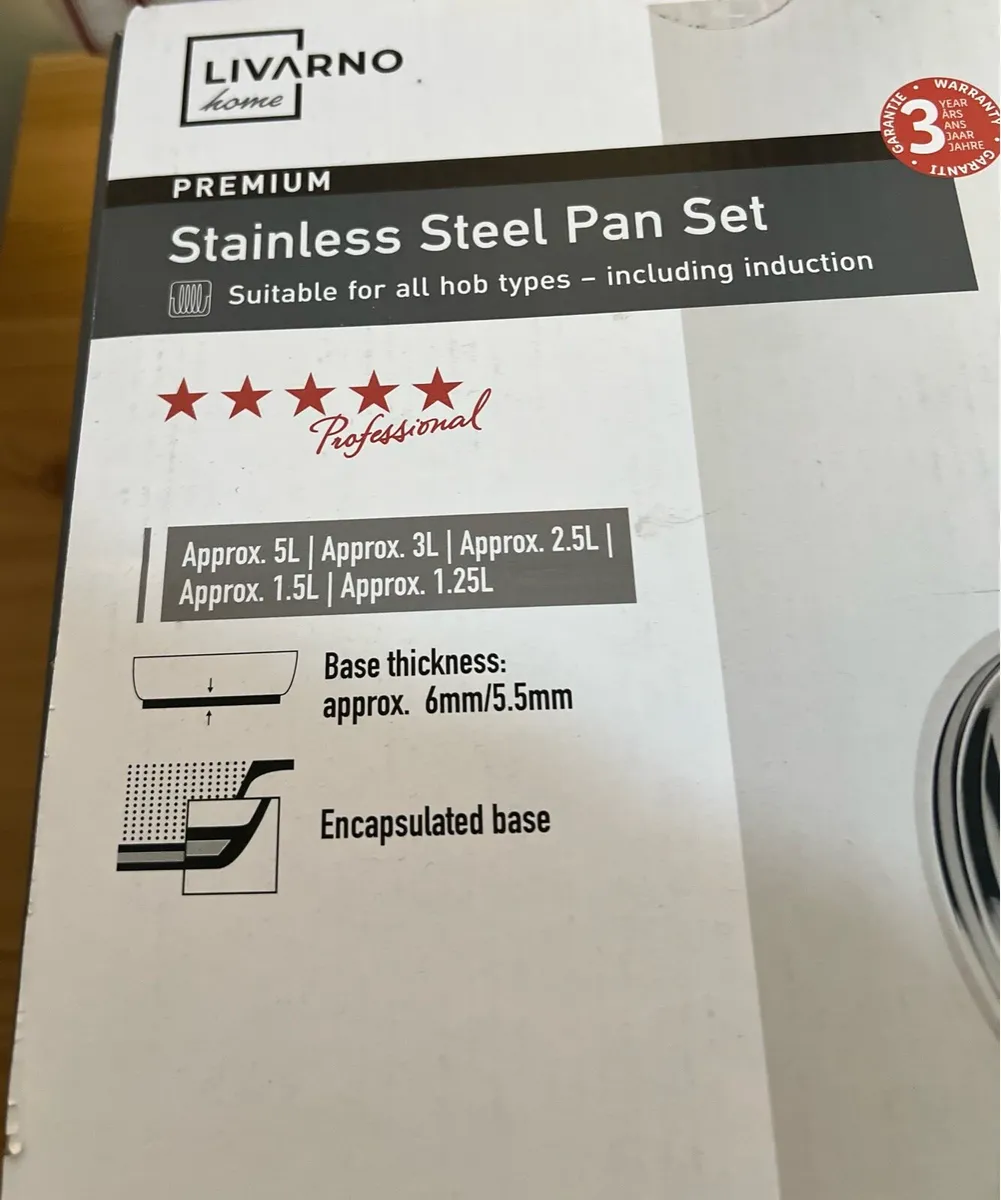 LIVARNO
home
WARRANTY
GARANTIE
GARANTI
3
YEAR
ÅRS
ANS
JAAR
JAHRE
PREMIUM
Stainless Steel Pan Set
Suitable for all hob types – including induction
Professional
Approx. 5L | Approx. 3L | Approx. 2.5L |
Approx. 1.5L | Approx. 1.25L
Base thickness:
approx. 6mm/5.5mm
Encapsulated base